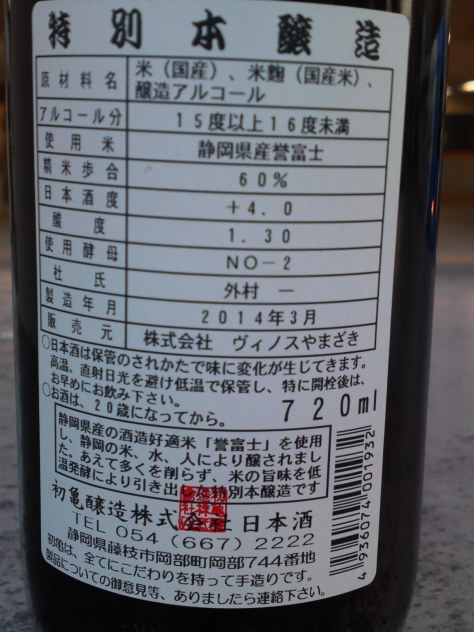 特別本醸造
原材料名 米（国産）、米麹（国産米）、
醸造アルコール
アルコール分 １５度以上１６度未満
使用米 静岡県産誉富士
精米歩合 ６０％
日本酒度 ＋４．０
酸度 １．３０
使用酵母 ＮＯ－２
杜氏 外村 一
製造年月 ２０１４年３月
販売元 株式会社 ヴィノスやまざき
○日本酒は保管のされかたで味に変化が生じてきます。
高温、直射日光を避け低温で保管し、特に開栓後は、
お早めにお飲み下さい。
○お酒は、２０歳になってから。
７２０ml
静岡県産の酒造好適米「誉富士」を使用
し、静岡の米、水、人により醸されまし
た。あえて多くを削らず、米の旨味を低
温発酵により引き出した特別本醸造です
初亀醸造株式会社 日本酒
TEL 054 (667) 2222
静岡県藤枝市岡部町岡部744番地
初亀は、全てにこだわりを持って手造りです。
製品についての御意見等、ありましたら連絡下さい。
4 936074 001932